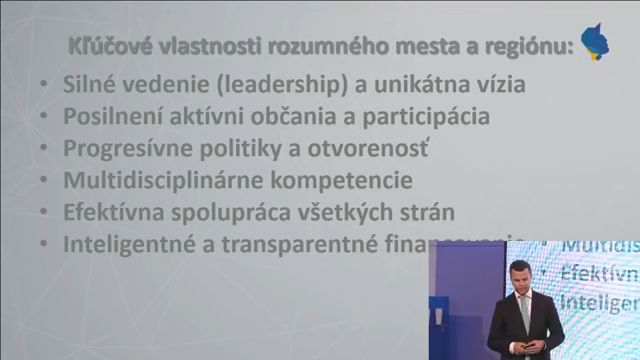 Kľúčové vlastnosti rozumného mesta a regiónu:
• Silné vedenie (leadership) a unikátna vízia
• Posilnení aktívni občania a participácia
• Progresívne politiky a otvorenosť
• Multidisciplinárne kompetencie
• Efektívna spolupráca všetkých strán
• Inteligentné a transparentné financovanie
• Multidis
• Efektívn
Inteligen